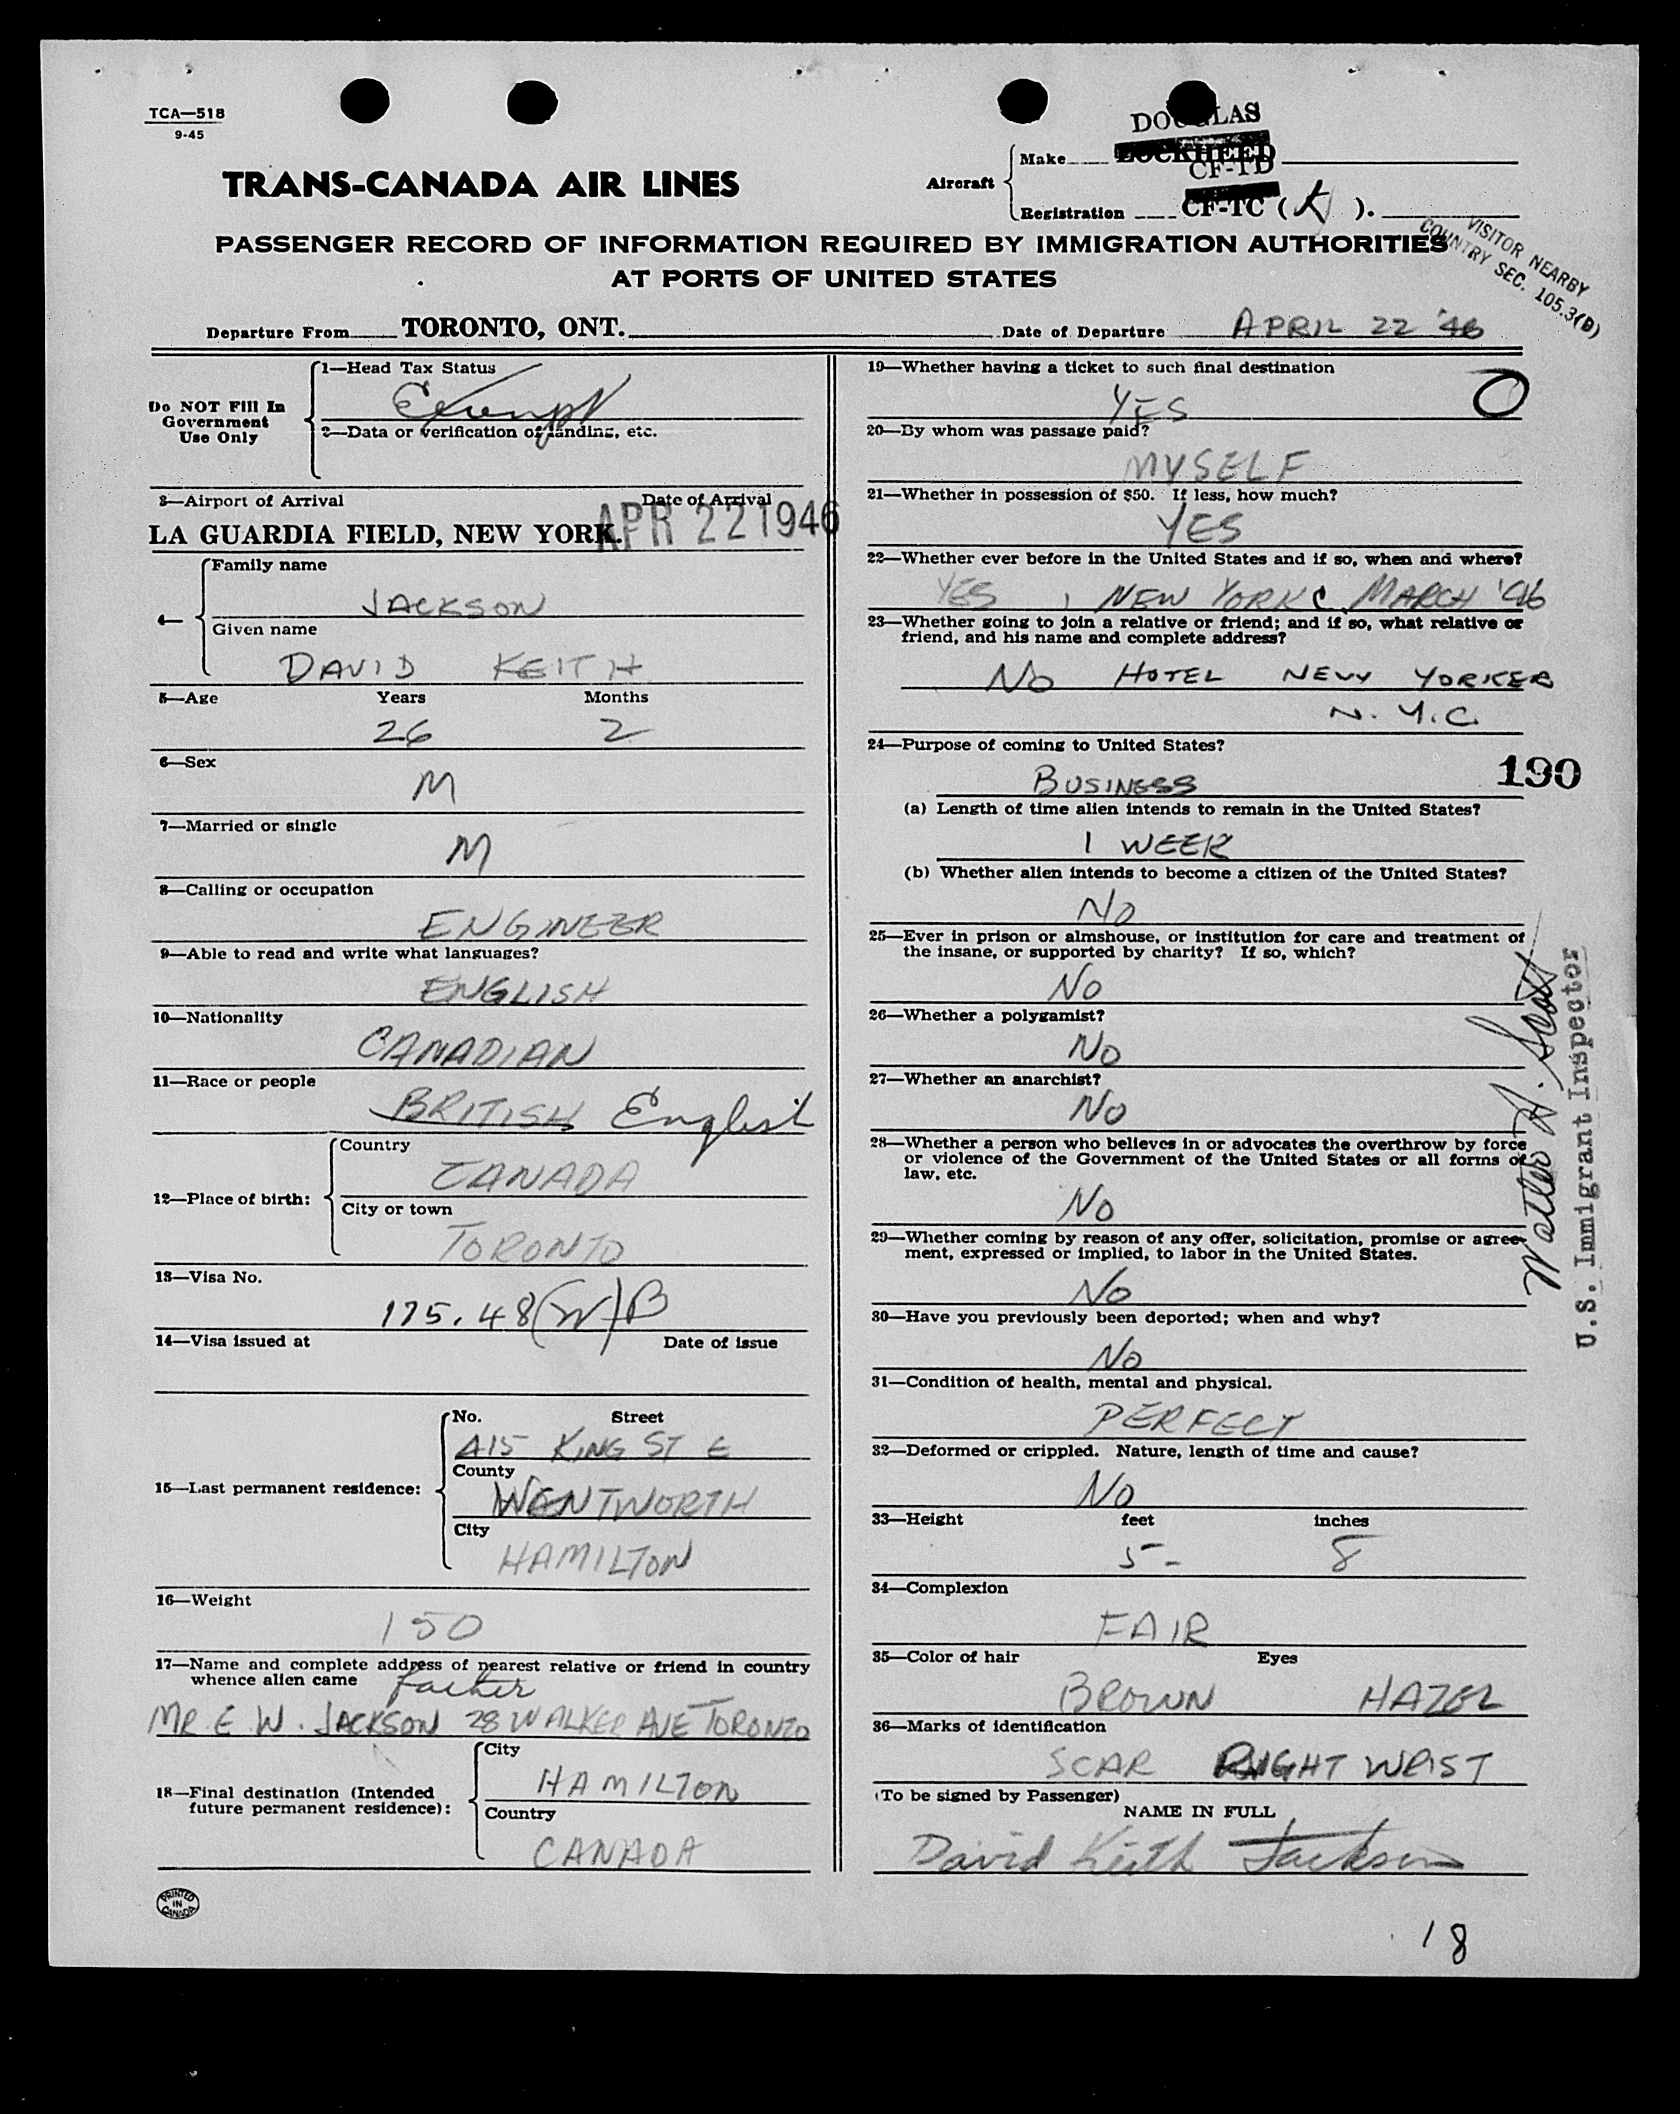 TCA—518
9-45
DOUGLAS
Make LOCKHEED
CF-TD
Aircraft
Registration CF-TC (K).
TRANS-CANADA AIR LINES
PASSENGER RECORD OF INFORMATION REQUIRED BY IMMIGRATION AUTHORITIES
AT PORTS OF UNITED STATES
VISITOR NEARBY
COUNTRY SEC. 105.3(B)
Departure From TORONTO, ONT. Date of Departure APRIL 22 '46
Do NOT Fill In
Government
Use Only
1—Head Tax Status
Exempt
2—Data or verification of landing, etc.
3—Airport of Arrival Date of Arrival
LA GUARDIA FIELD, NEW YORK. APR 22 1946
4—
Family name
JACKSON
Given name
DAVID KEITH
5—Age Years Months
26 2
6—Sex
M
7—Married or single
M
8—Calling or occupation
ENGINEER
9—Able to read and write what languages?
ENGLISH
10—Nationality
CANADIAN
11—Race or people
BRITISH English
12—Place of birth:
Country
CANADA
City or town
TORONTO
13—Visa No.
175.48(W)B
14—Visa issued at Date of issue
15—Last permanent residence:
No. Street
415 KING ST E
County
WENTWORTH
City
HAMILTON
16—Weight
150
17—Name and complete address of nearest relative or friend in country
whence alien came Father
MR E W. JACKSON 28 WALKER AVE TORONTO
18—Final destination (Intended
future permanent residence):
City
HAMILTON
Country
CANADA
PRINTED
IN
CANADA
19—Whether having a ticket to such final destination
YES O
20—By whom was passage paid?
MYSELF
21—Whether in possession of $50. If less, how much?
YES
22—Whether ever before in the United States and if so, when and where?
YES, NEW YORK C, MARCH '46
23—Whether going to join a relative or friend; and if so, what relative or
friend, and his name and complete address?
NO HOTEL NEW YORKER
N. Y. C.
24—Purpose of coming to United States?
BUSINESS
190
(a) Length of time alien intends to remain in the United States?
1 WEEK
(b) Whether alien intends to become a citizen of the United States?
NO
25—Ever in prison or almshouse, or institution for care and treatment of
the insane, or supported by charity? If so, which?
NO
26—Whether a polygamist?
NO
27—Whether an anarchist?
NO
28—Whether a person who believes in or advocates the overthrow by force
or violence of the Government of the United States or all forms of
law, etc.
NO
29—Whether coming by reason of any offer, solicitation, promise or agree-
ment, expressed or implied, to labor in the United States.
NO
30—Have you previously been deported; when and why?
NO
31—Condition of health, mental and physical.
PERFECT
32—Deformed or crippled. Nature, length of time and cause?
NO
33—Height feet inches
5- 8
34—Complexion
FAIR
35—Color of hair Eyes
BROWN HAZEL
36—Marks of identification
SCAR RIGHT WRIST
(To be signed by Passenger)
NAME IN FULL
David Keith Jackson
18
Walter H. Scott
U.S. Immigrant Inspector